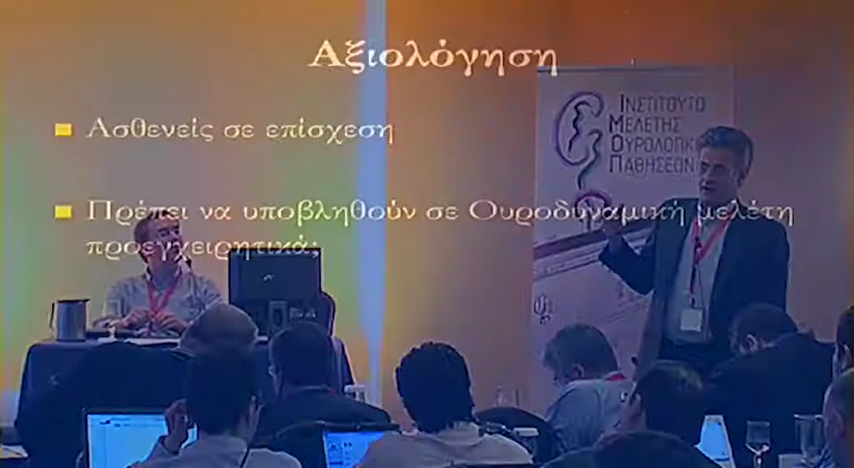 Αξιολόγηση
Ασθενείς σε επίσχεση
Πρέπει να υποβληθούν σε Ουροδυναμική μελέτη
προεγχειρητικά;
ΙΝΣΤΙΤΟΥΤΟ
ΜΕΛΕΤΗΣ
ΟΥΡΟΛΟΓΙΚ
ΠΑΘΗΣΕΩΝ